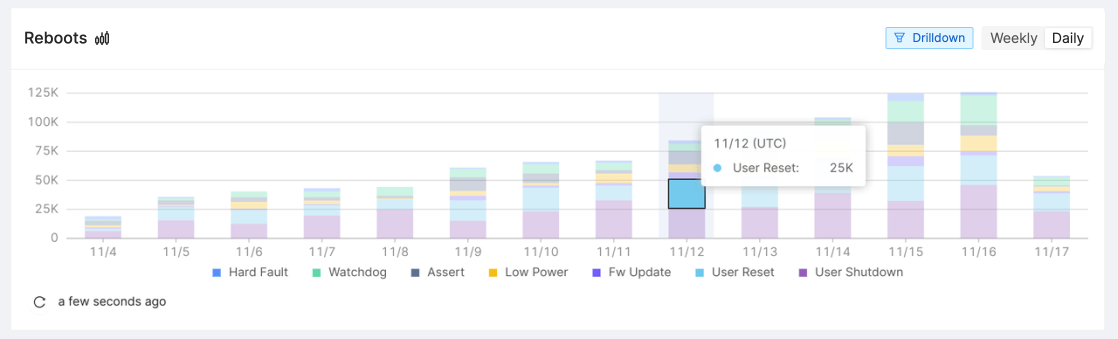 Reboots
Drilldown
Weekly Daily
125K
100K
75K
50K
25K
0
11/12 (UTC)
User Reset: 25K
11/4 11/5 11/6 11/7 11/8 11/9 11/10 11/11 11/12 11/13 11/14 11/15 11/16 11/17
Hard Fault Watchdog Assert Low Power Fw Update User Reset User Shutdown
a few seconds ago